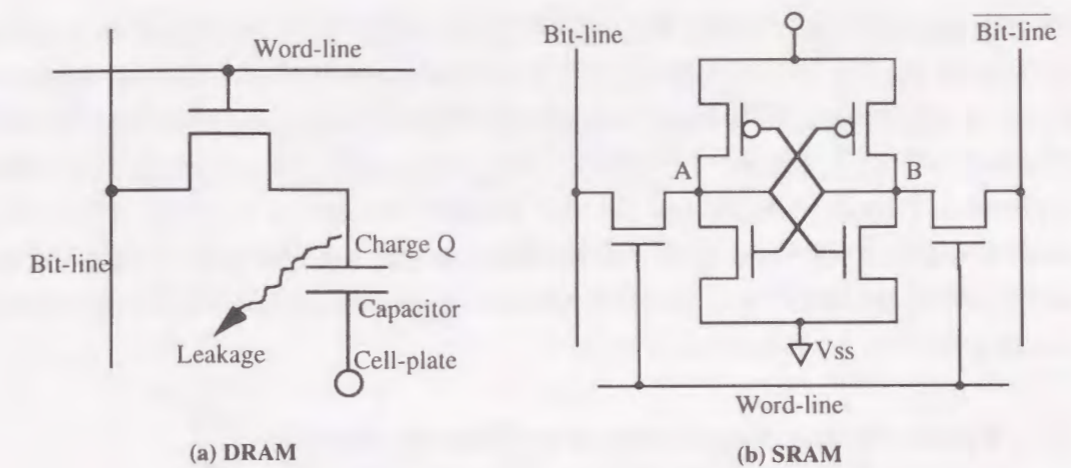 Word-line
Bit-line
Charge Q
Capacitor
Leakage
Cell-plate
(a) DRAM
Bit-line
Bit-line
A
B
Vss
Word-line
(b) SRAM